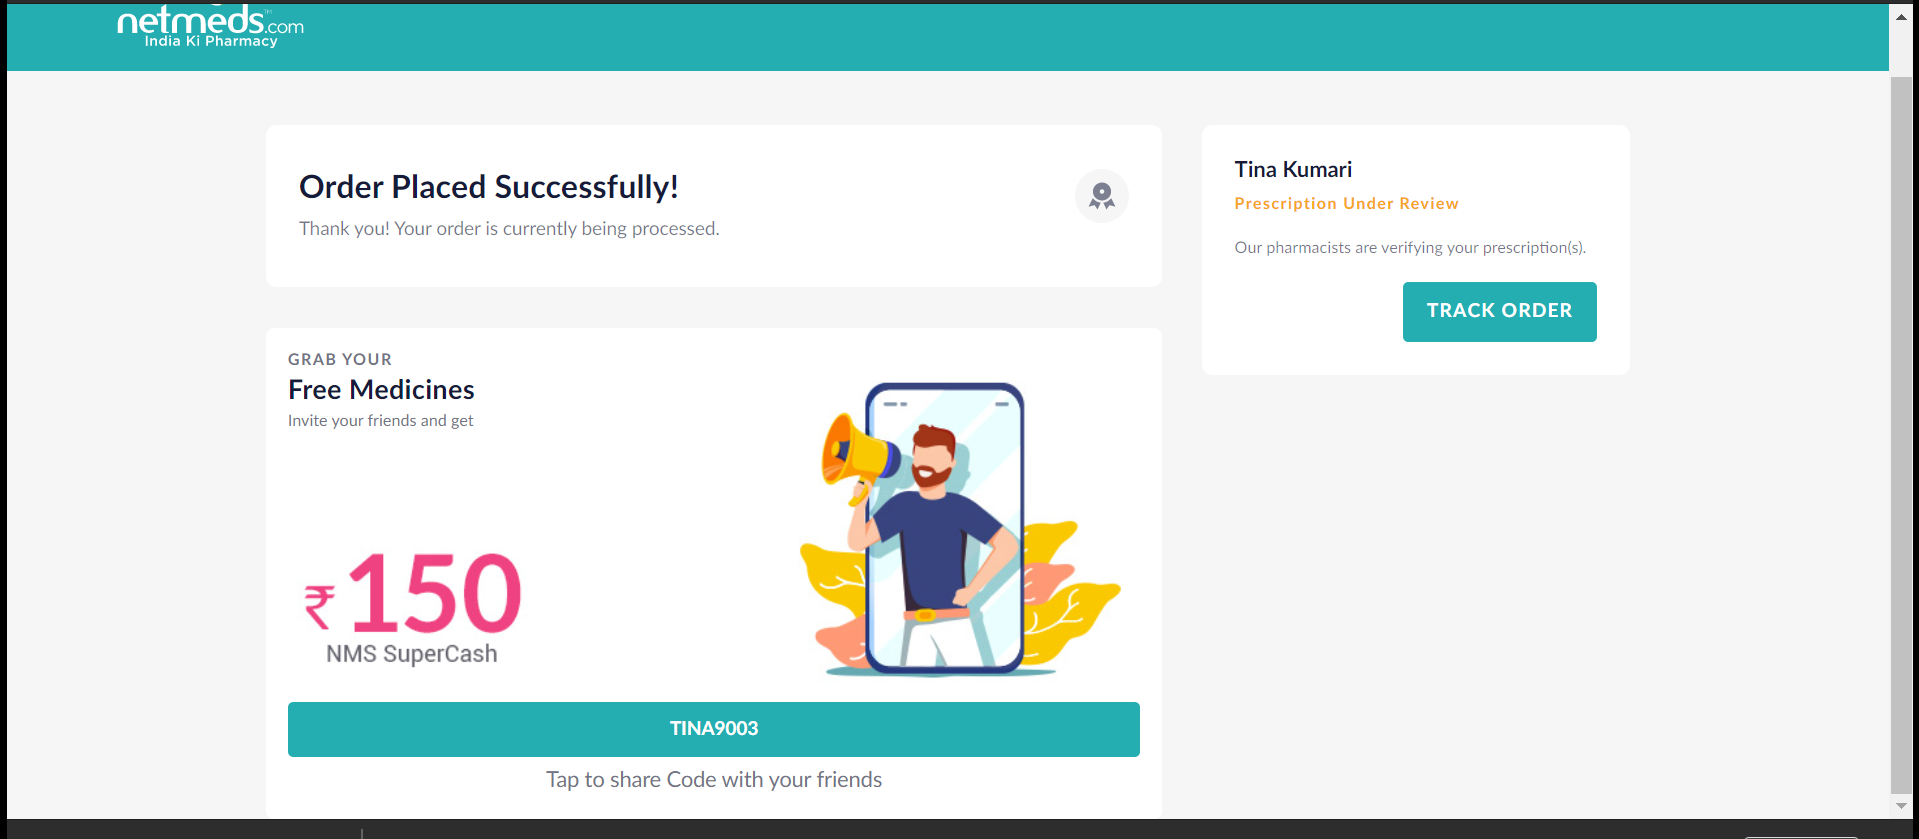 netmeds.com
India Ki Pharmacy
Order Placed Successfully!
Thank you! Your order is currently being processed.
Tina Kumari
Prescription Under Review
Our pharmacists are verifying your prescription(s).
TRACK ORDER
GRAB YOUR
Free Medicines
Invite your friends and get
₹150
NMS SuperCash
TINA9003
Tap to share Code with your friends